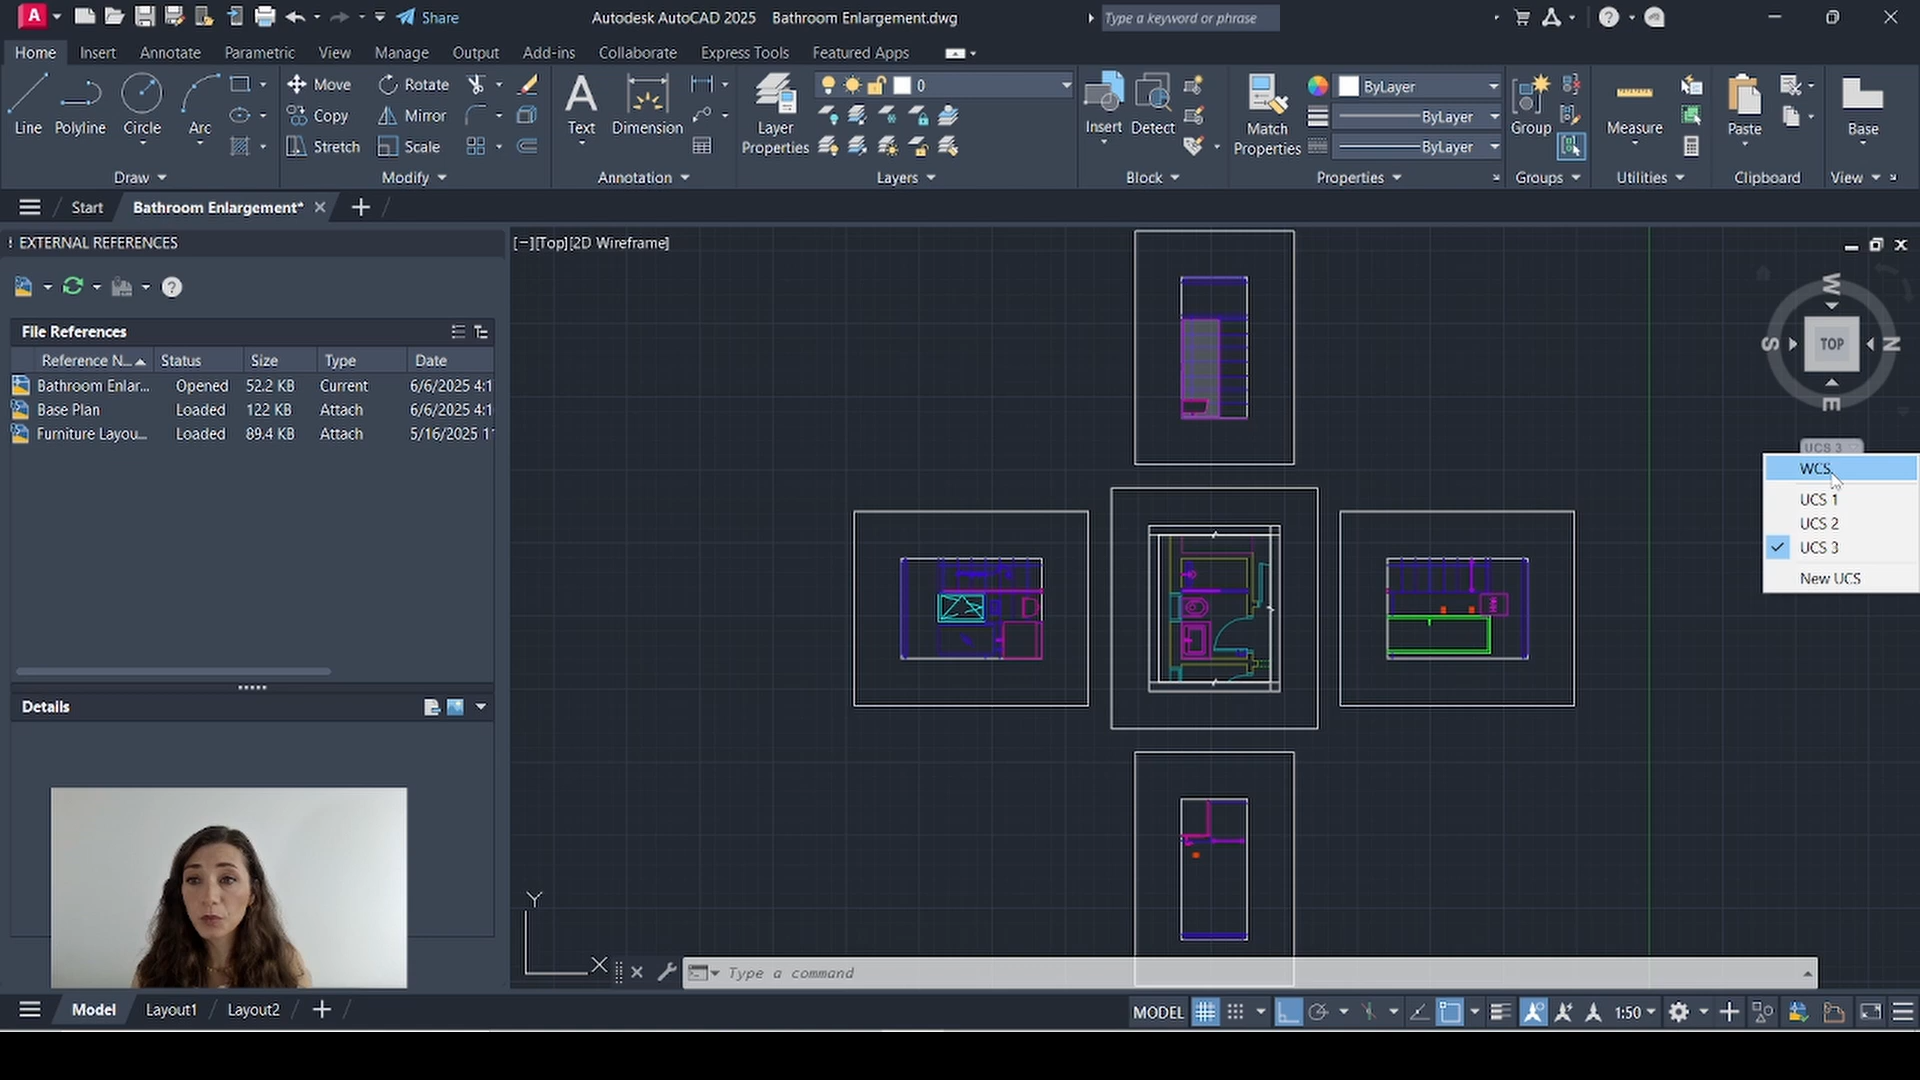 A
Share
Autodesk AutoCAD 2025 Bathroom Enlargement.dwg
Type a keyword or phrase
Home Insert Annotate Parametric View Manage Output Add-ins Collaborate Express Tools Featured Apps
Line Polyline Circle Arc
Move Rotate
Copy Mirror
Stretch Scale
Text Dimension
Layer Properties
0
Insert Detect
Match Properties
ByLayer
ByLayer
ByLayer
Group
Measure
Paste
Base
Draw Modify Annotation Layers Block Properties Groups Utilities Clipboard View
Start Bathroom Enlargement*
EXTERNAL REFERENCES
File References
Reference N... Status Size Type Date
Bathroom Enlar... Opened 52.2 KB Current 6/6/2025 4:1
Base Plan Loaded 122 KB Attach 6/6/2025 4:1
Furniture Layou... Loaded 89.4 KB Attach 5/16/2025 1
Details
[−][Top][2D Wireframe]
W
S TOP N
E
UCS 3
WCS
UCS 1
UCS 2
UCS 3
New UCS
Y
X
Type a command
Model Layout1 Layout2
MODEL
1:50